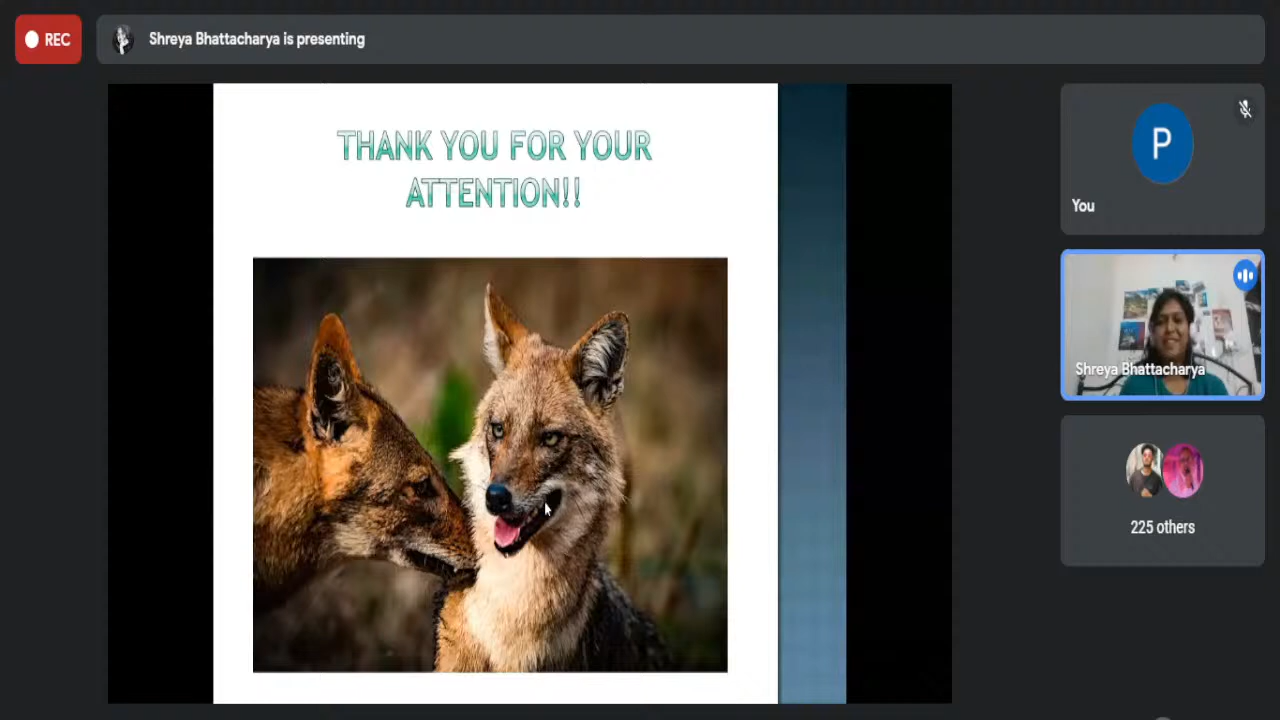 REC
Shreya Bhattacharya is presenting
THANK YOU FOR YOUR
ATTENTION!!
P
You
Shreya Bhattacharya
225 others